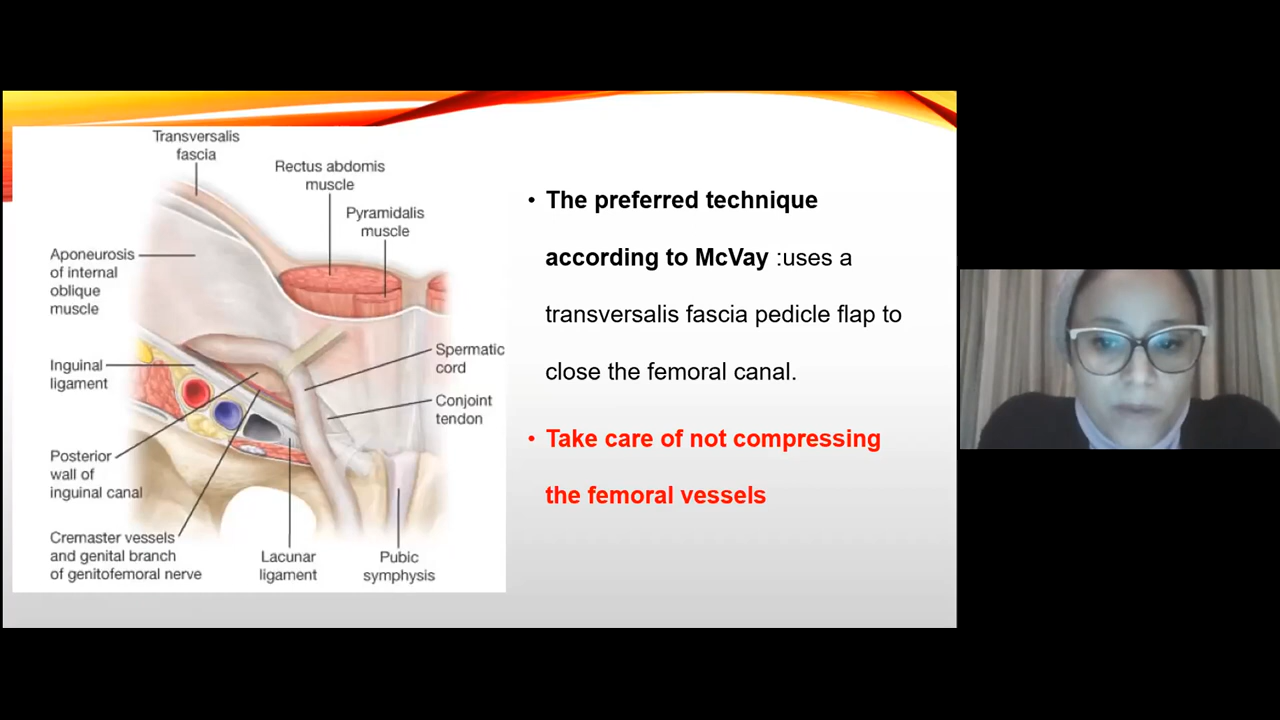 Transversalis
fascia
Rectus abdomis
muscle
Pyramidalis
muscle
Aponeurosis
of internal
oblique
muscle
Inguinal
ligament
Spermatic
cord
Conjoint
tendon
Posterior
wall of
inguinal canal
Cremaster vessels
and genital branch
of genitofemoral nerve
Lacunar
ligament
Pubic
symphysis
• The preferred technique
according to McVay :uses a
transversalis fascia pedicle flap to
close the femoral canal.
• Take care of not compressing
the femoral vessels